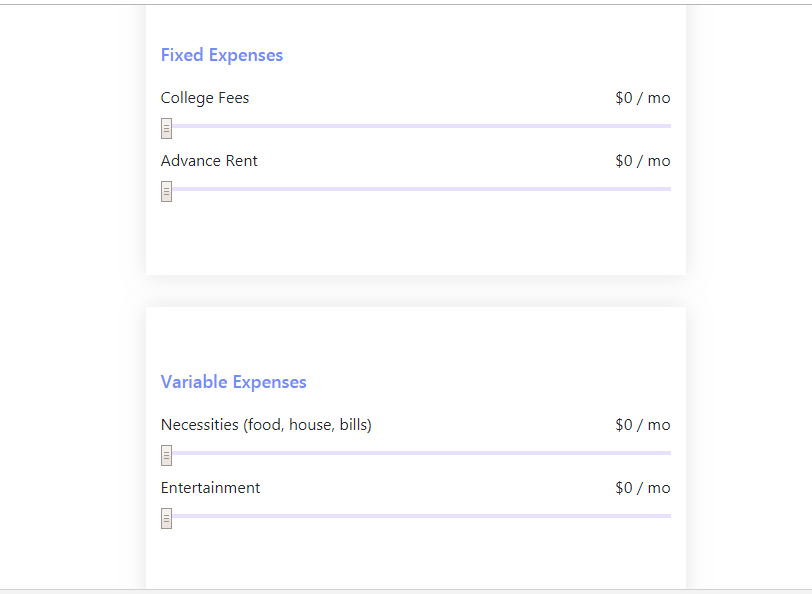 Fixed Expenses
College Fees $0 / mo
Advance Rent $0 / mo
Variable Expenses
Necessities (food, house, bills) $0 / mo
Entertainment $0 / mo